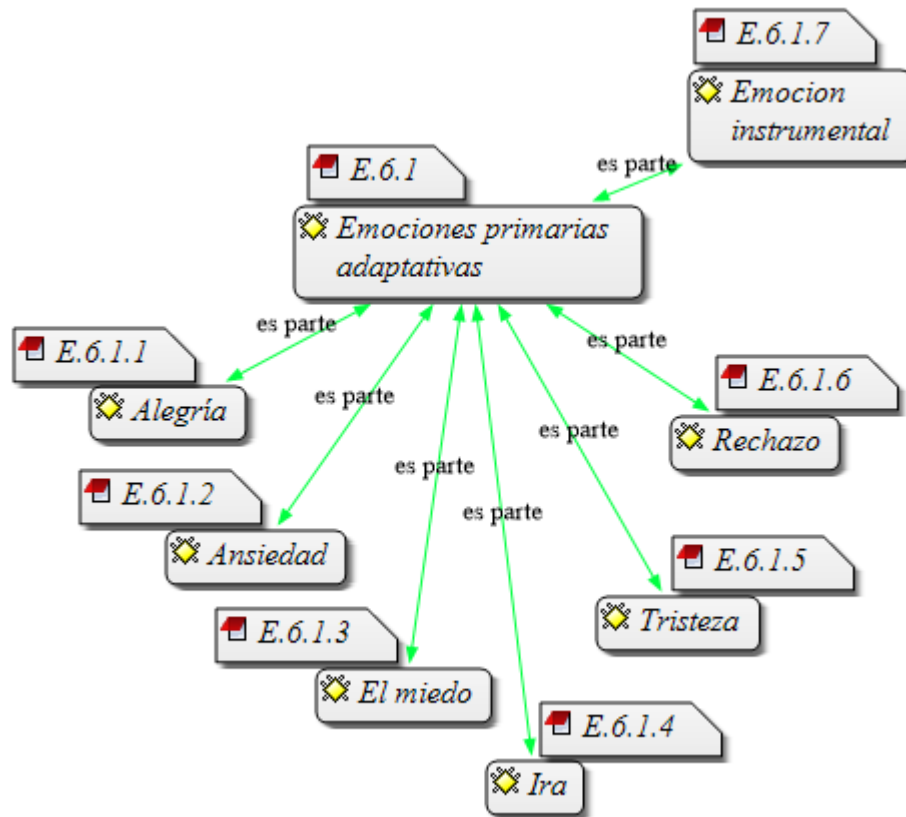 E.6.1.7
Emocion
instrumental
es parte
E.6.1
Emociones primarias
adaptativas
es parte
E.6.1.1
Alegría
es parte
E.6.1.6
Rechazo
es parte
E.6.1.2
Ansiedad
es parte
es parte
es parte
E.6.1.5
Tristeza
E.6.1.3
El miedo
E.6.1.4
Ira